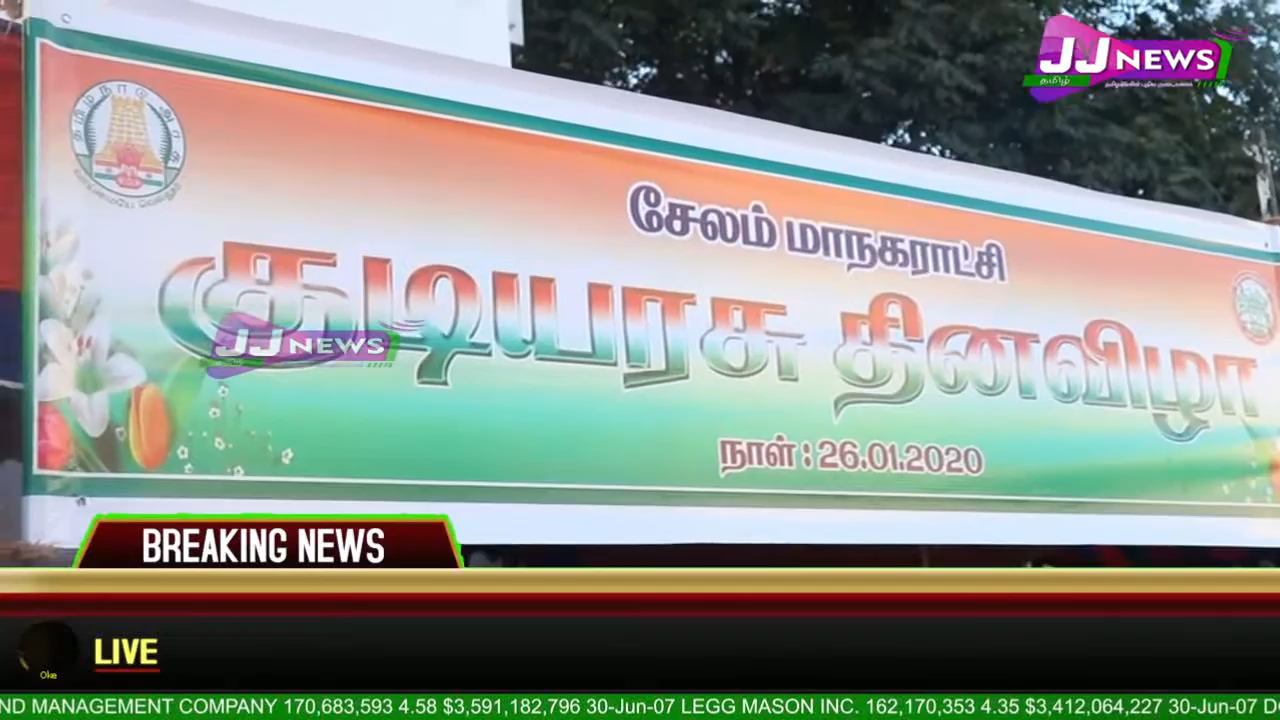 JJ NEWS
தமிழ்
சேலம் மாநகராட்சி
குடியரசு தினவிழா
JJ NEWS
நாள் : 26.01.2020
BREAKING NEWS
LIVE
Oke
ND MANAGEMENT COMPANY 170,683,593 4.58 $3,591,182,796 30-Jun-07 LEGG MASON INC. 162,170,353 4.35 $3,412,064,227 30-Jun-07 D